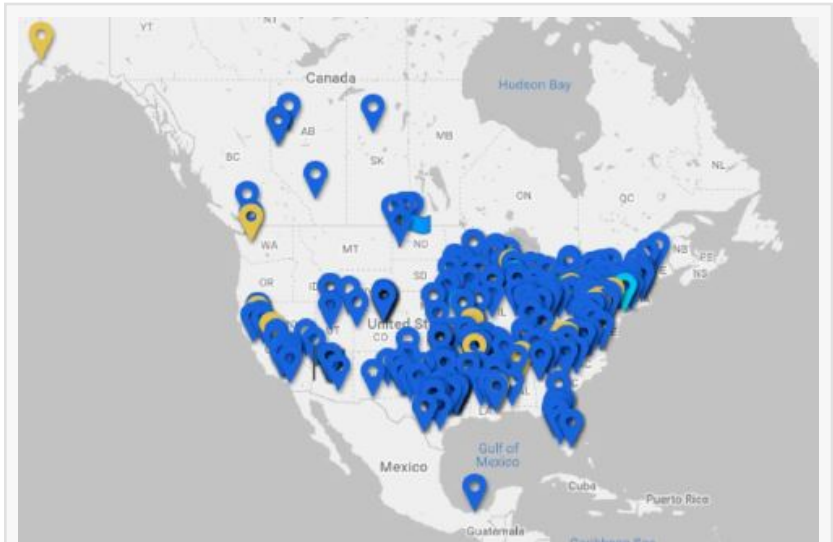 YT
NT
Canada
Hudson Bay
AB
BC
SK
MB
NL
ON
QC
WA
MT
ND
NB
PE
NS
OR
ID
SD
United St
CO
LA
Gulf of
Mexico
Mexico
Cuba
Puerto Rico
Guatemala